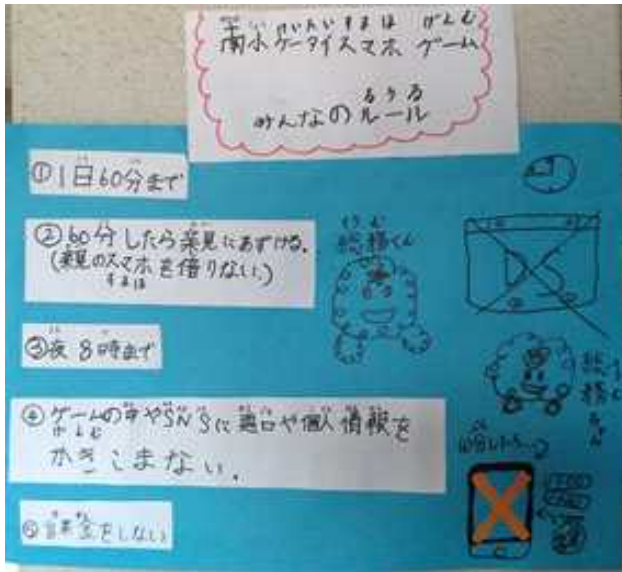 南小ケータイスマホ ゲーム
みんなのルール
①1日60分まで
②60分したら親にあずける。
(親のスマホを借りない。)
③夜 8時まで
④ゲームの中やSNSに悪口や個人情報を
かきこまない。
⑤課金をしない
DS